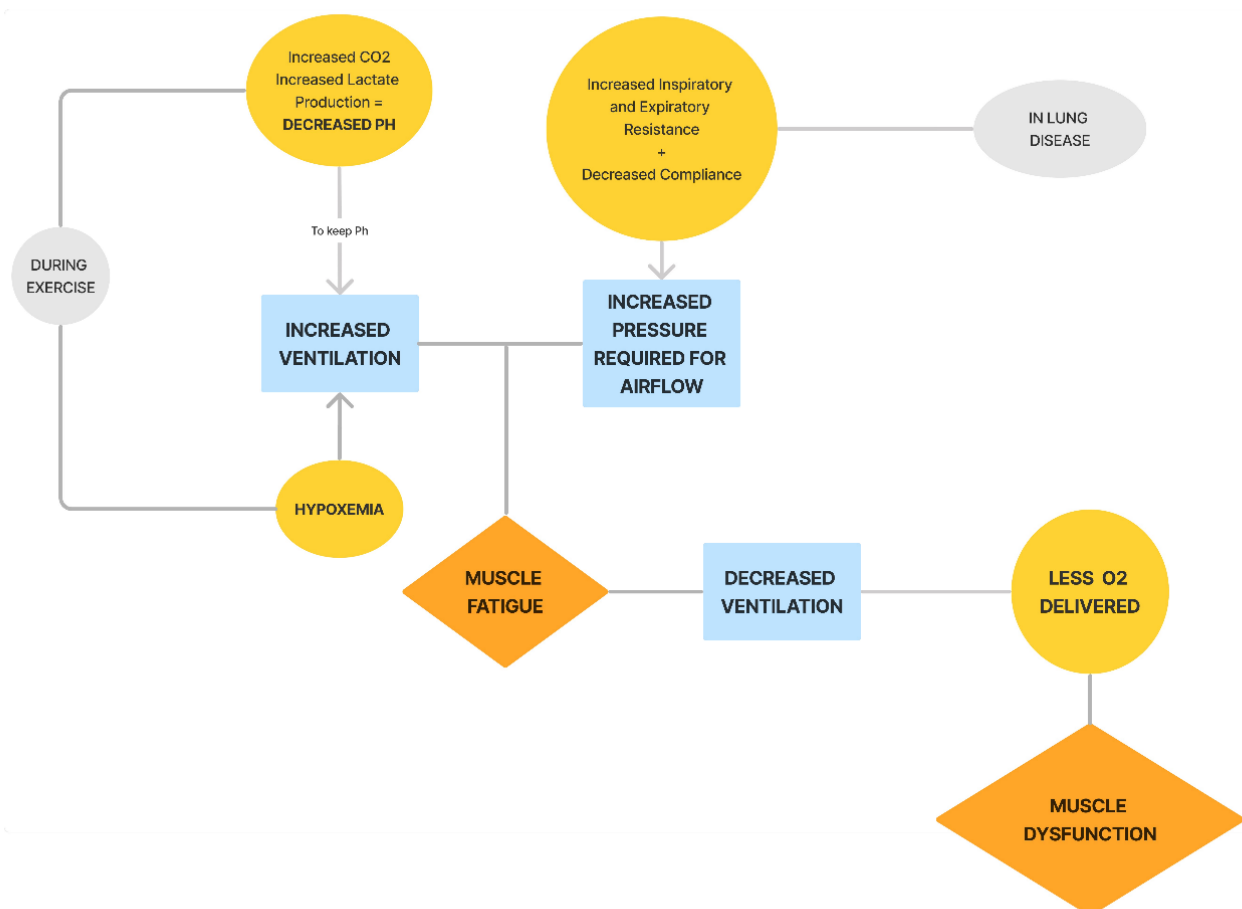 Increased CO2
Increased Lactate
Production =
DECREASED PH
Increased Inspiratory
and Expiratory
Resistance
+
Decreased Compliance
IN LUNG
DISEASE
To keep Ph
DURING
EXERCISE
INCREASED
VENTILATION
INCREASED
PRESSURE
REQUIRED FOR
AIRFLOW
HYPOXEMIA
MUSCLE
FATIGUE
DECREASED
VENTILATION
LESS O2
DELIVERED
MUSCLE
DYSFUNCTION